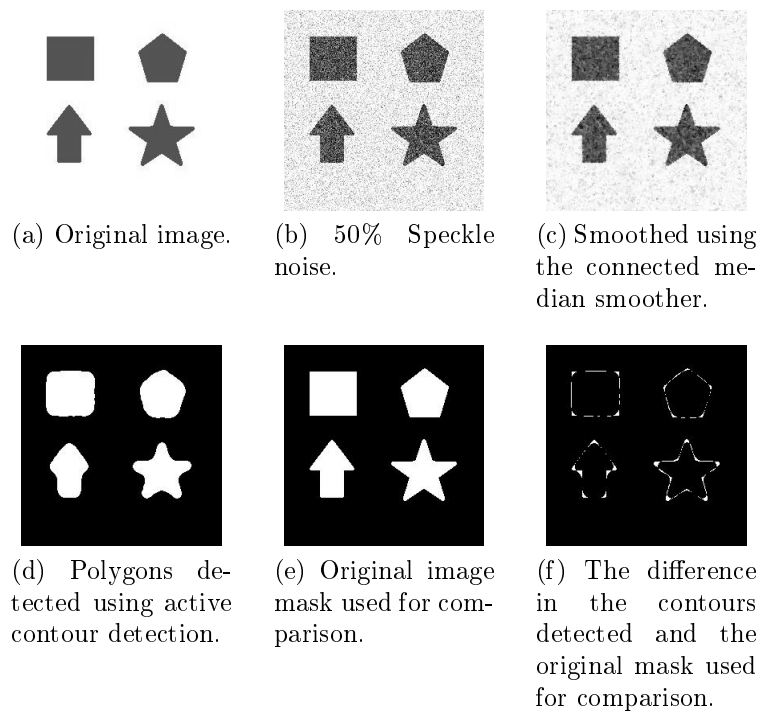 (a) Original image.
(b) 50% Speckle
noise.
(c) Smoothed using
the connected me-
dian smoother.
(d) Polygons de-
tected using active
contour detection.
(e) Original image
mask used for com-
parison.
(f) The difference
in the contours
detected and the
original mask used
for comparison.